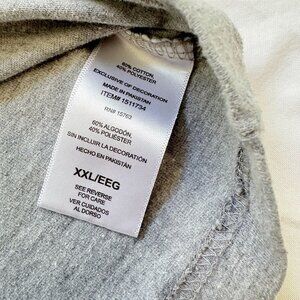 60% COTTON
40% POLYESTER
EXCLUSIVE OF DECORATION
MADE IN PAKISTAN
ITEM# 1511734
RN# 15763
60% ALGODÓN
40% POLIÉSTER
SIN INCLUIR LA DECORACIÓN
HECHO EN PAKISTÁN
XXL/EEG
SEE REVERSE
FOR CARE
VER CUIDADOS
AL DORSO